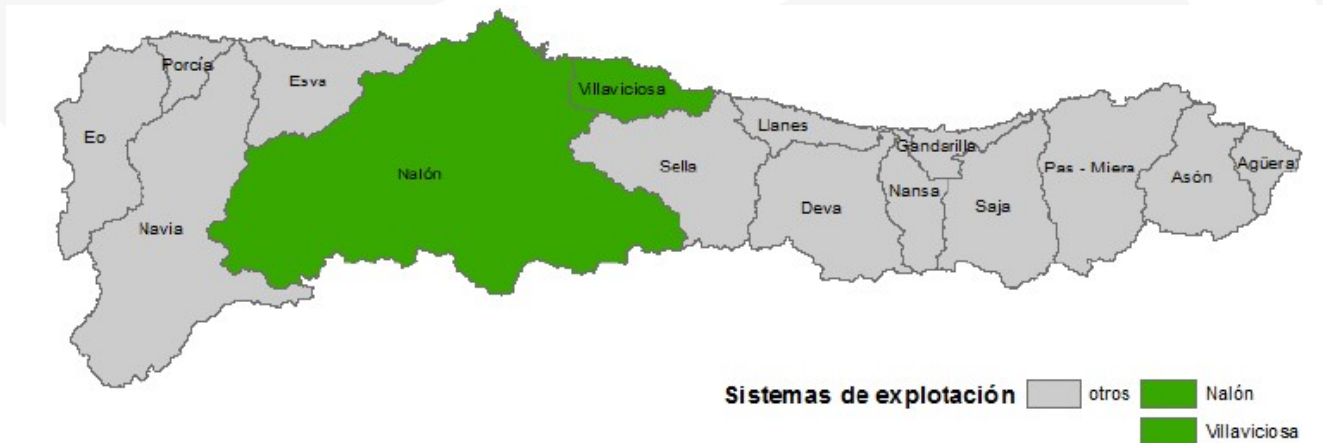 Porcía
Esva
Villaviciosa
Eo
Llanes
Gandarilla
Nalón
Sella
Pas - Miera
Agüera
Asón
Nansa
Deva
Saja
Navia
Sistemas de explotación otros Nalón
Villaviciosa